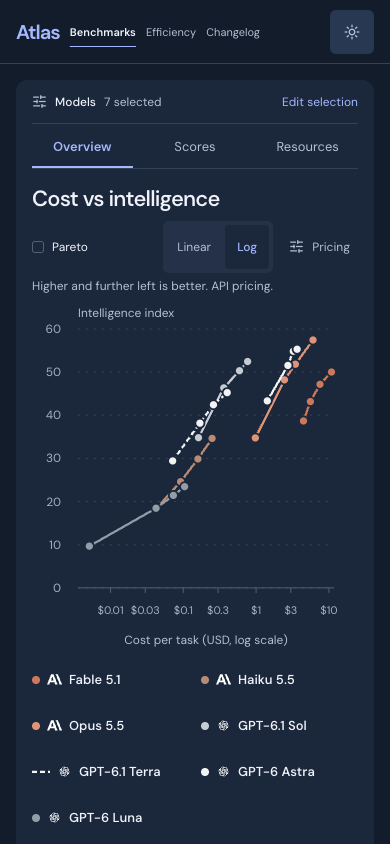 Atlas Benchmarks Efficiency Changelog
Models 7 selected Edit selection
Overview Scores Resources
Cost vs intelligence
Pareto Linear Log Pricing
Higher and further left is better. API pricing.
Intelligence index
60
50
40
30
20
10
0
$0.01 $0.03 $0.1 $0.3 $1 $3 $10
Cost per task (USD, log scale)
Fable 5.1 Haiku 5.5
Opus 5.5 GPT-6.1 Sol
GPT-6.1 Terra GPT-6 Astra
GPT-6 Luna